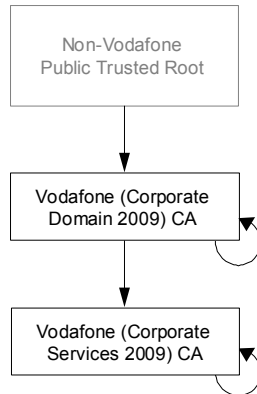 Non-Vodafone
Public Trusted Root
Vodafone (Corporate
Domain 2009) CA
Vodafone (Corporate
Services 2009) CA